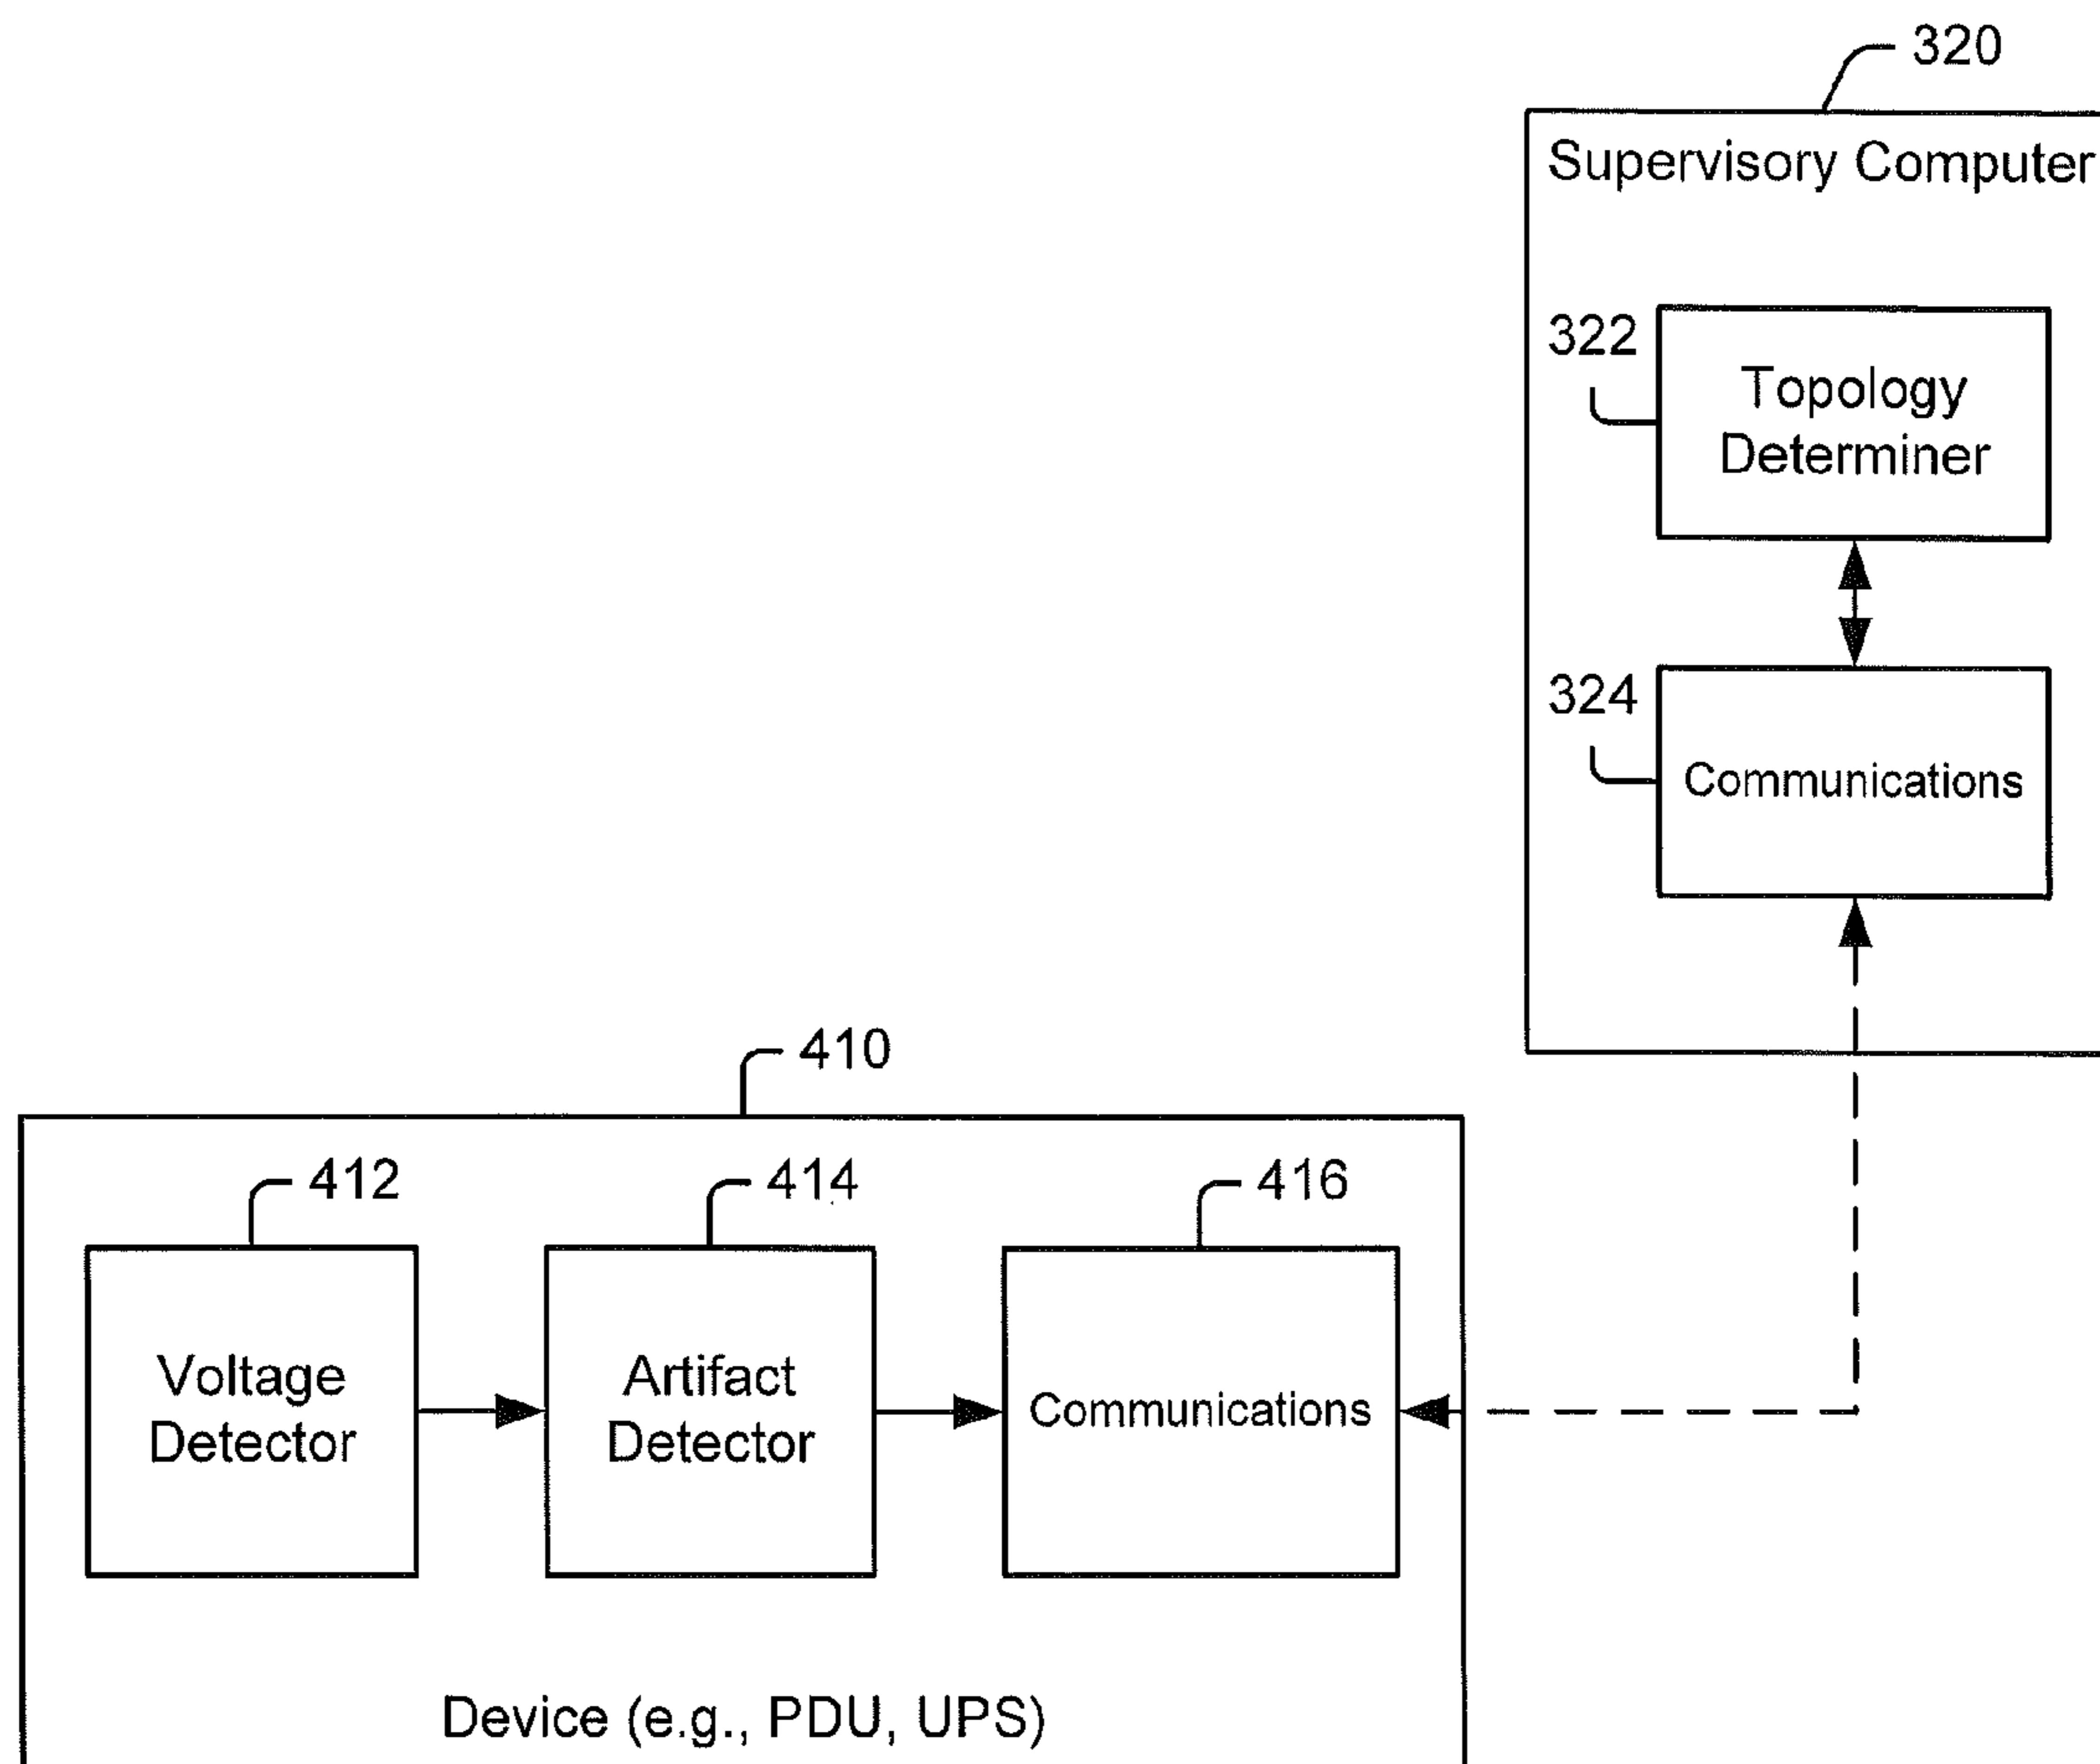 320
Supervisory Computer
322
Topology
Determiner
324
Communications
410
412
414
416
Voltage
Detector
Artifact
Detector
Communications
Device (e.g., PDU, UPS)